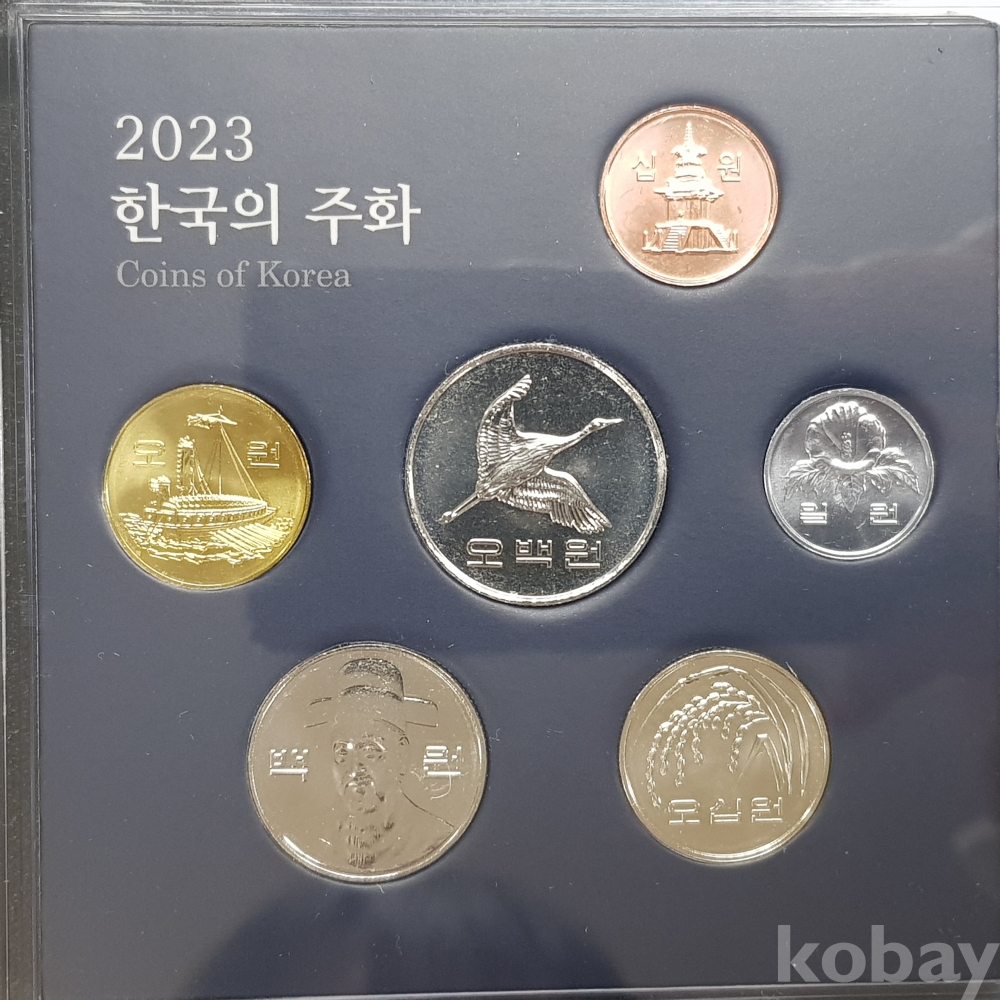 2023
한국의 주화
Coins of Korea
십 원
오 원
오백원
일 원
백 원
오십원
kobay